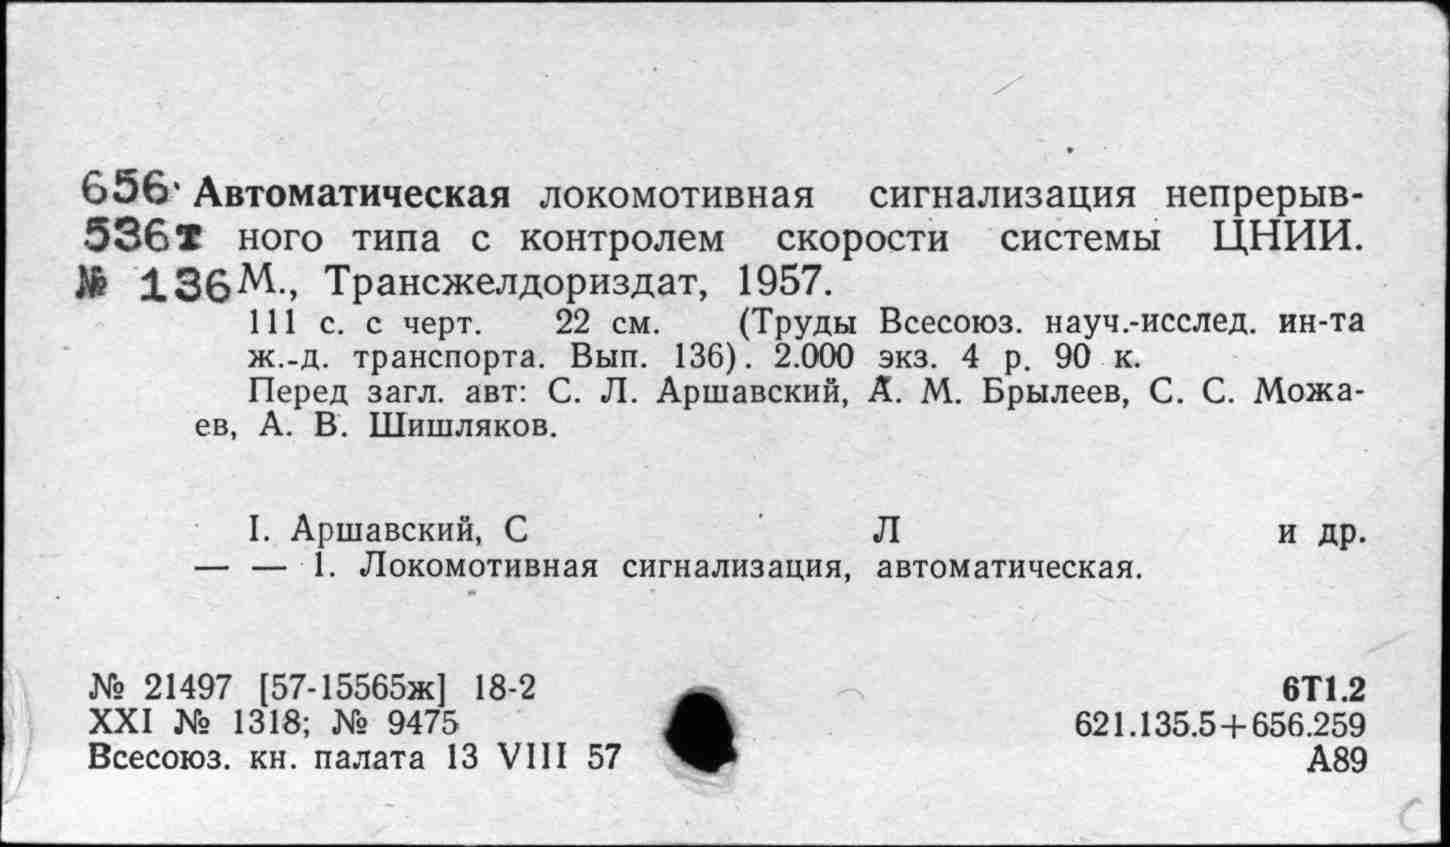 656 Автоматическая локомотивная сигнализация непрерыв-
536т ного типа с контролем скорости системы ЦНИИ.
№ 136 М., Трансжелдориздат, 1957.
111 с. с черт. 22 см. (Труды Всесоюз. науч.-исслед. ин-та
ж.-д. транспорта. Вып. 136). 2.000 экз. 4 р. 90 к.
Перед загл. авт: С. Л. Аршавский, А. М. Брылеев, С. С. Можа-
ев, А. В. Шишляков.
I. Аршавский, С Л и др.
— — 1. Локомотивная сигнализация, автоматическая.
№ 21497 [57-15565ж] 18-2 6Т1.2
XXI № 1318; № 9475 621.135.5+656.259
Всесоюз. кн. палата 13 VIII 57 А89